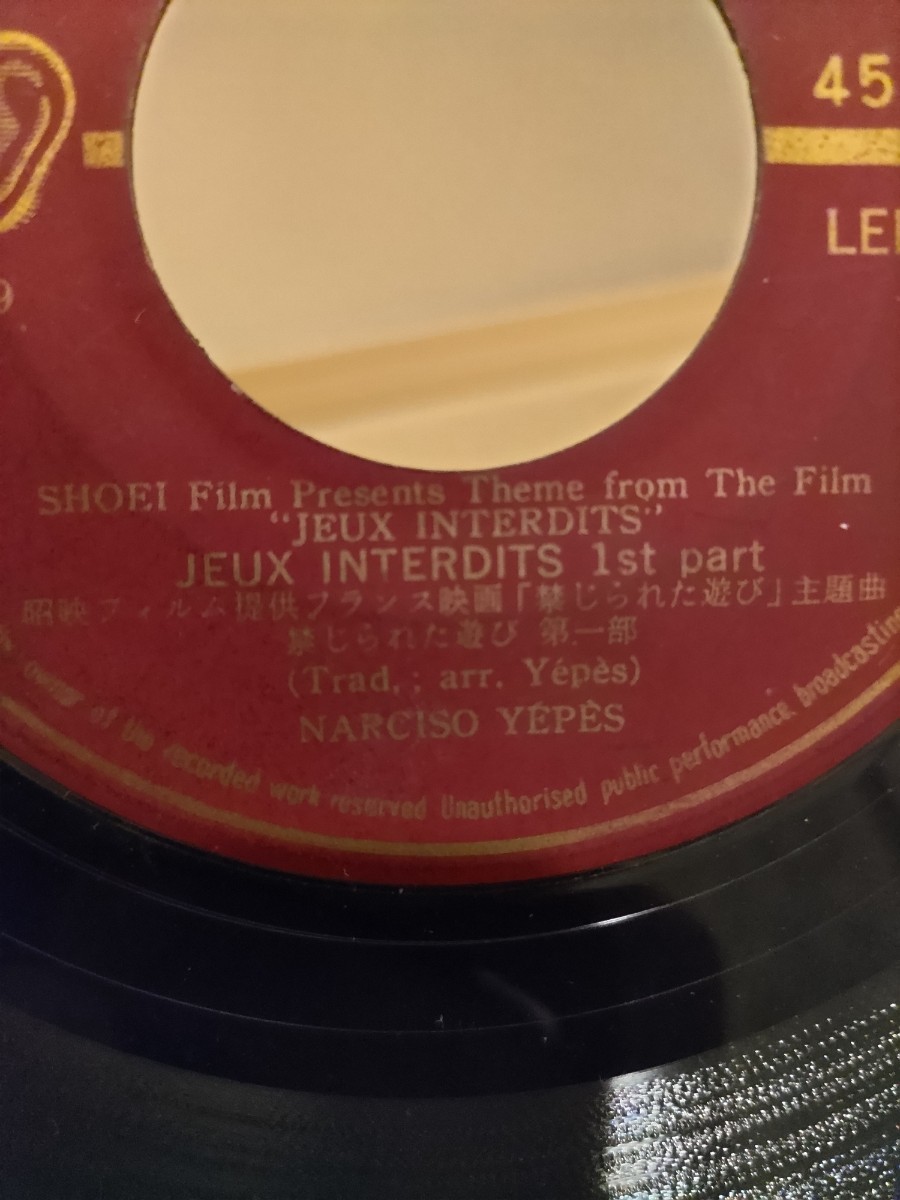 45
LE
9
SHOEI Film Presents Theme from The Film
"JEUX INTERDITS"
JEUX INTERDITS 1st part
昭映フィルム提供フランス映画「禁じられた遊び」主題曲
禁じられた遊び 第一部
(Trad.; arr. Yépès)
NARCISO YÉPÈS
owner of the recorded work reserved Unauthorised public performance, broadcasting